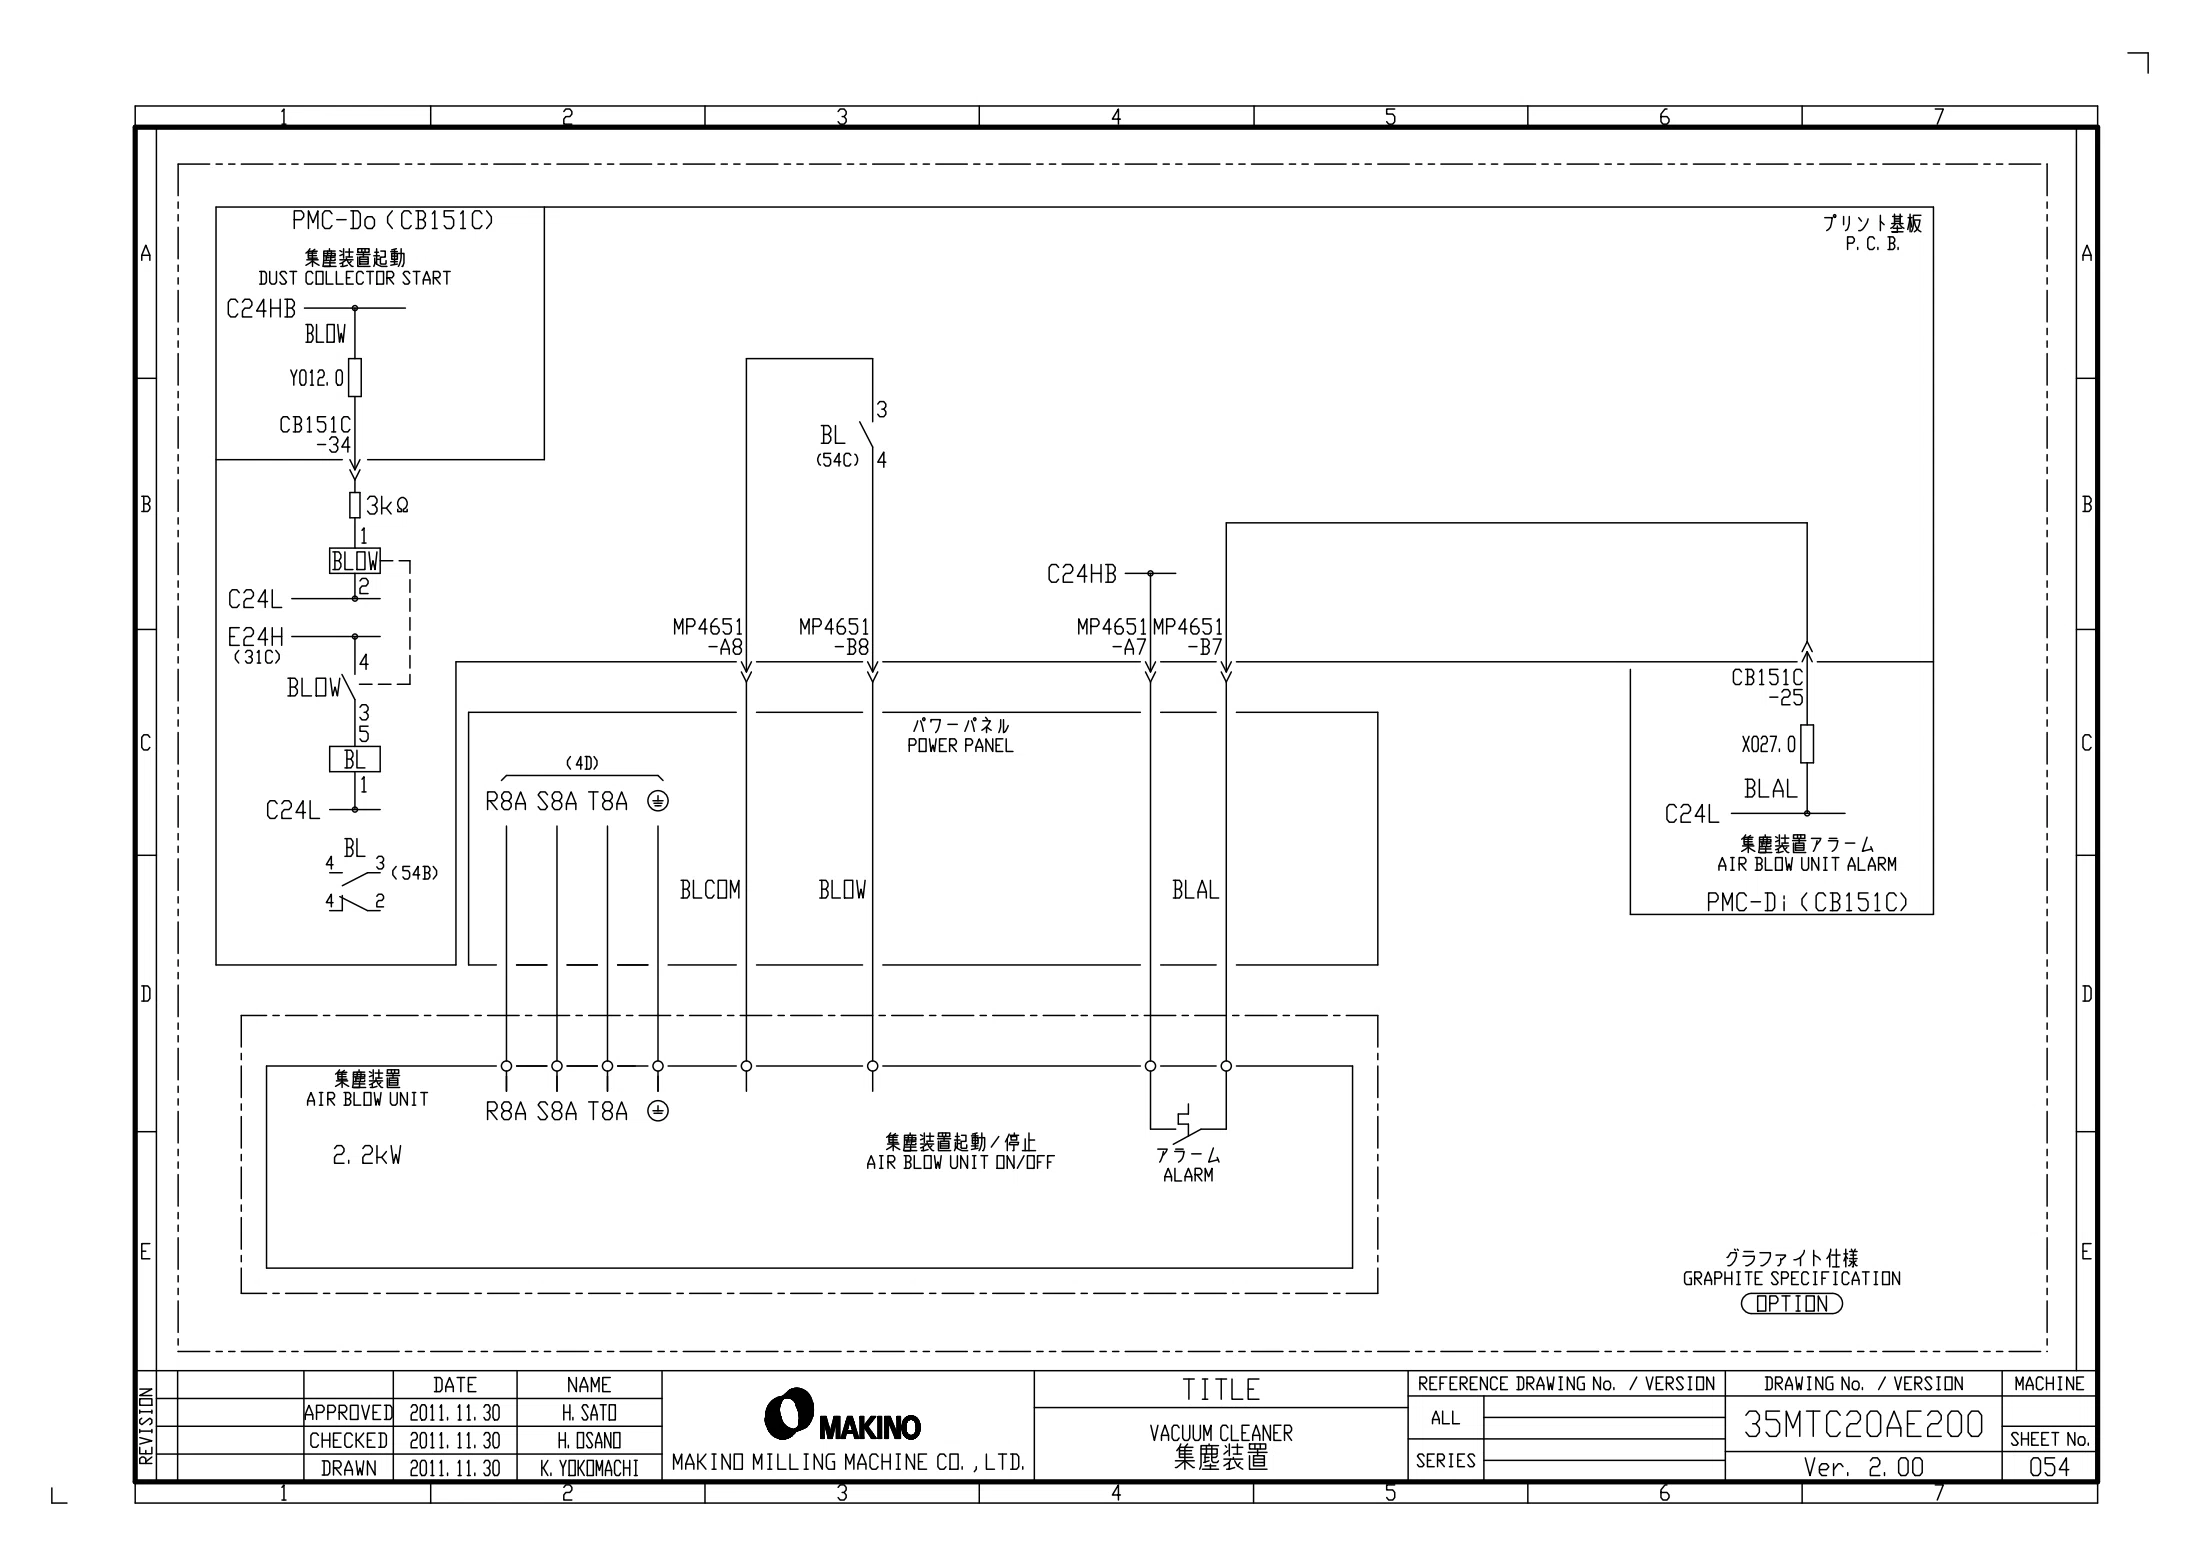 1 2 3 4 5 6 7
A A
B B
C C
D D
E E
PMC-Do (CB151C)
集塵装置起動
DUST COLLECTOR START
C24HB
BLOW
Y012.0
CB151C
-34
3kΩ
1
BLOW
2
C24L
E24H
(31C)
4
BLOW
3
5
BL
1
C24L
BL
4 3 (54B)
4 2
プリント基板
P. C. B.
3
BL
(54C) 4
C24HB
MP4651
-A8
MP4651
-B8
MP4651
-A7
MP4651
-B7
CB151C
-25
X027.0
BLAL
C24L
集塵装置アラーム
AIR BLOW UNIT ALARM
PMC-Di (CB151C)
パワーパネル
POWER PANEL
(4D)
R8A S8A T8A
BLCOM BLOW BLAL
集塵装置
AIR BLOW UNIT
2. 2kW
R8A S8A T8A
集塵装置起動/停止
AIR BLOW UNIT ON/OFF
アラーム
ALARM
グラファイト仕様
GRAPHITE SPECIFICATION
OPTION
REVISION
DATE NAME
APPROVED 2011. 11. 30 H. SATO
CHECKED 2011. 11. 30 H. OSANO
DRAWN 2011. 11. 30 K. YOKOMACHI
MAKINO
MAKINO MILLING MACHINE CO. , LTD.
TITLE
VACUUM CLEANER
集塵装置
REFERENCE DRAWING No. / VERSION
ALL
SERIES
DRAWING No. / VERSION
35MTC20AE200
Ver. 2. 00
MACHINE
SHEET No.
054
1 2 3 4 5 6 7